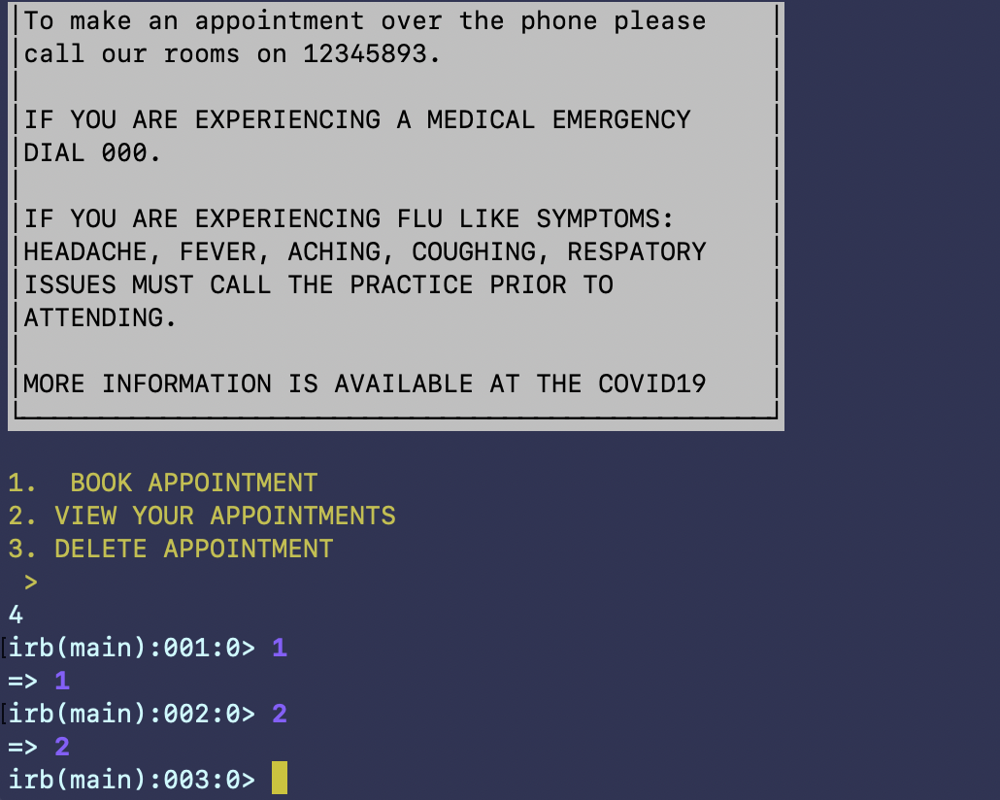 To make an appointment over the phone please
call our rooms on 12345893.
IF YOU ARE EXPERIENCING A MEDICAL EMERGENCY
DIAL 000.
IF YOU ARE EXPERIENCING FLU LIKE SYMPTOMS:
HEADACHE, FEVER, ACHING, COUGHING, RESPATORY
ISSUES MUST CALL THE PRACTICE PRIOR TO
ATTENDING.
MORE INFORMATION IS AVAILABLE AT THE COVID19
1.  BOOK APPOINTMENT
2. VIEW YOUR APPOINTMENTS
3. DELETE APPOINTMENT
>
4
irb(main):001:0> 1
=> 1
irb(main):002:0> 2
=> 2
irb(main):003:0>